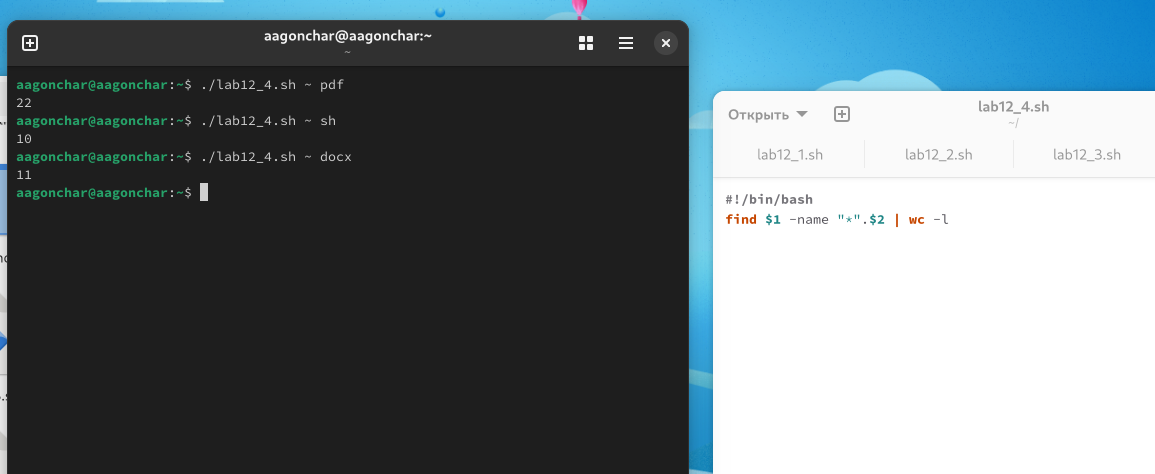 aagonchar@aagonchar:~
~
aagonchar@aagonchar:~$ ./lab12_4.sh ~ pdf
22
aagonchar@aagonchar:~$ ./lab12_4.sh ~ sh
10
aagonchar@aagonchar:~$ ./lab12_4.sh ~ docx
11
aagonchar@aagonchar:~$
Открыть
lab12_4.sh
~/
lab12_1.sh lab12_2.sh lab12_3.sh
#!/bin/bash
find $1 -name "*".$2 | wc -l